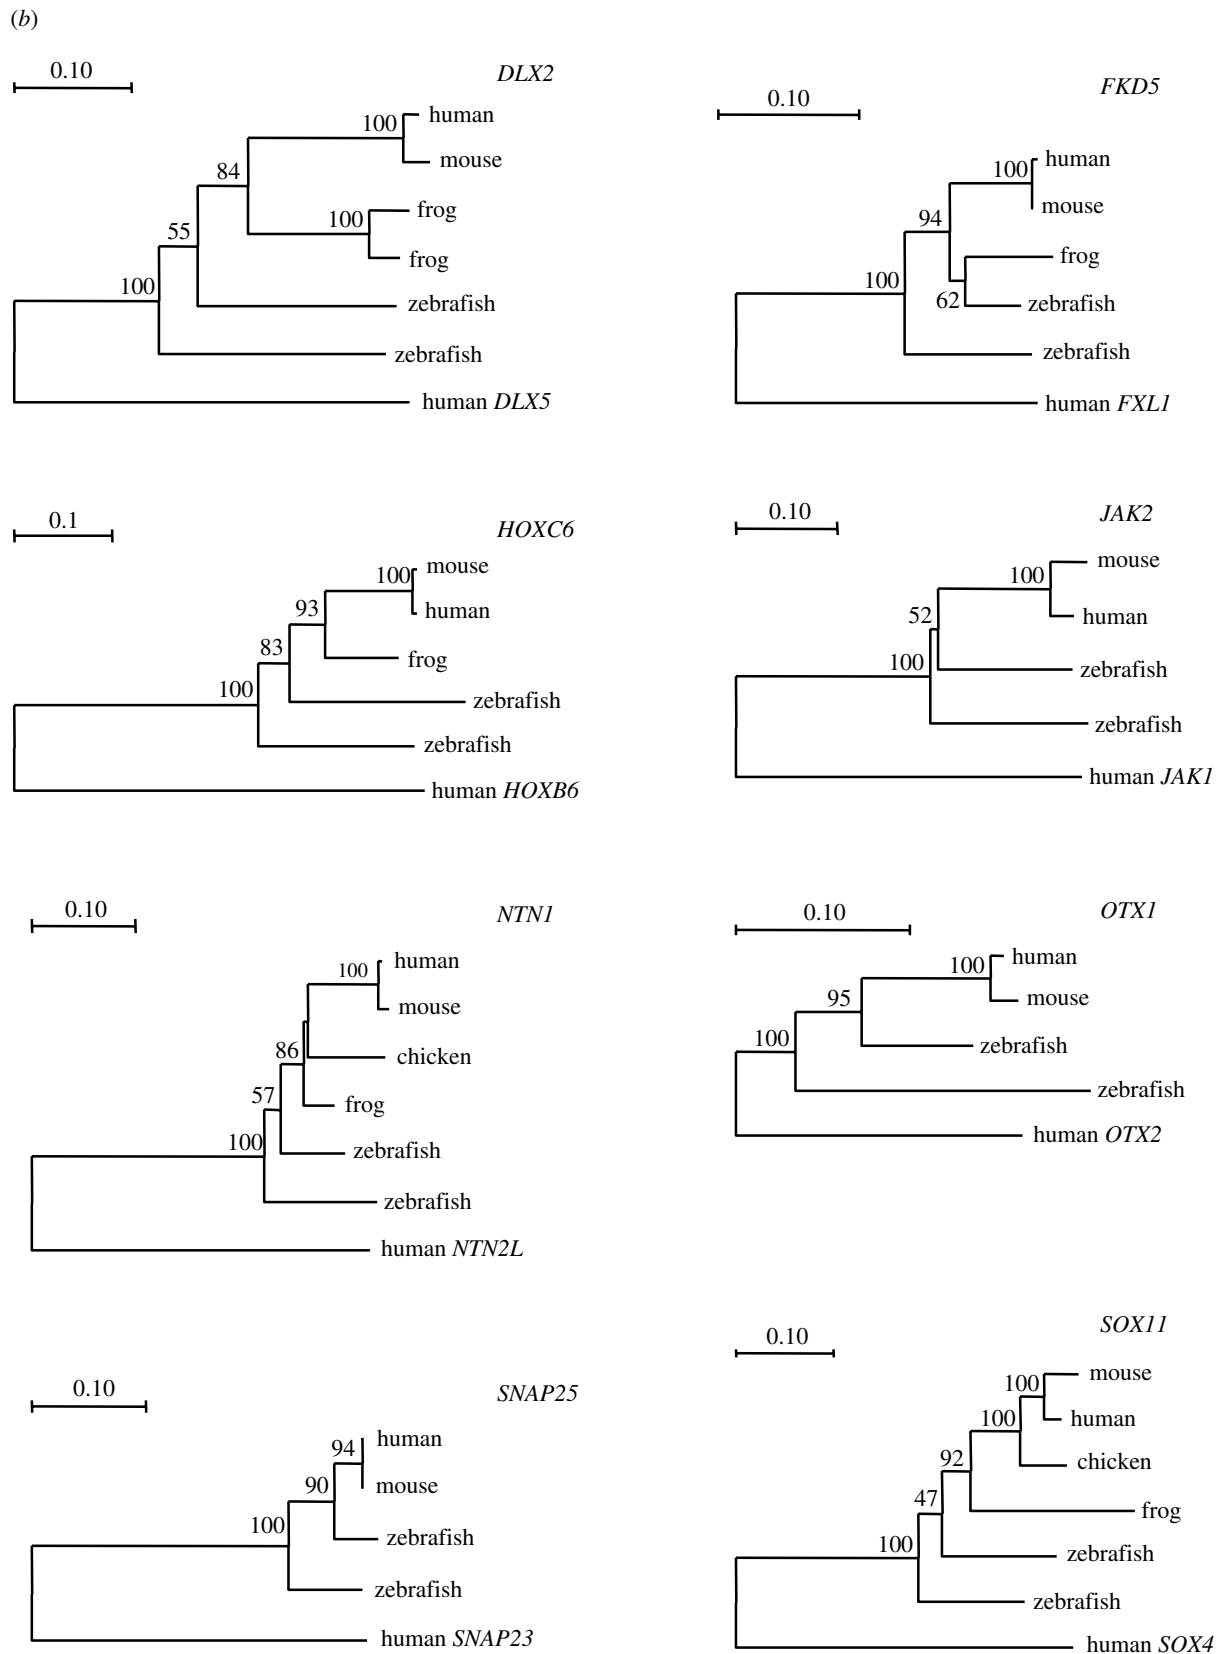 (b)
0.10
DLX2
100
human
mouse
84
100
frog
frog
55
zebrafish
100
zebrafish
human DLX5
0.10
FKD5
100
human
mouse
94
frog
62
zebrafish
100
zebrafish
human FXL1
0.1
HOXC6
100
mouse
human
93
frog
83
zebrafish
100
zebrafish
human HOXB6
0.10
JAK2
100
mouse
human
52
zebrafish
100
zebrafish
human JAK1
0.10
NTN1
100
human
mouse
chicken
86
frog
57
zebrafish
100
zebrafish
human NTN2L
0.10
OTX1
100
human
mouse
95
zebrafish
100
zebrafish
human OTX2
0.10
SNAP25
94
human
mouse
90
zebrafish
100
zebrafish
human SNAP23
0.10
SOX11
100
mouse
human
100
chicken
92
frog
47
zebrafish
100
zebrafish
human SOX4